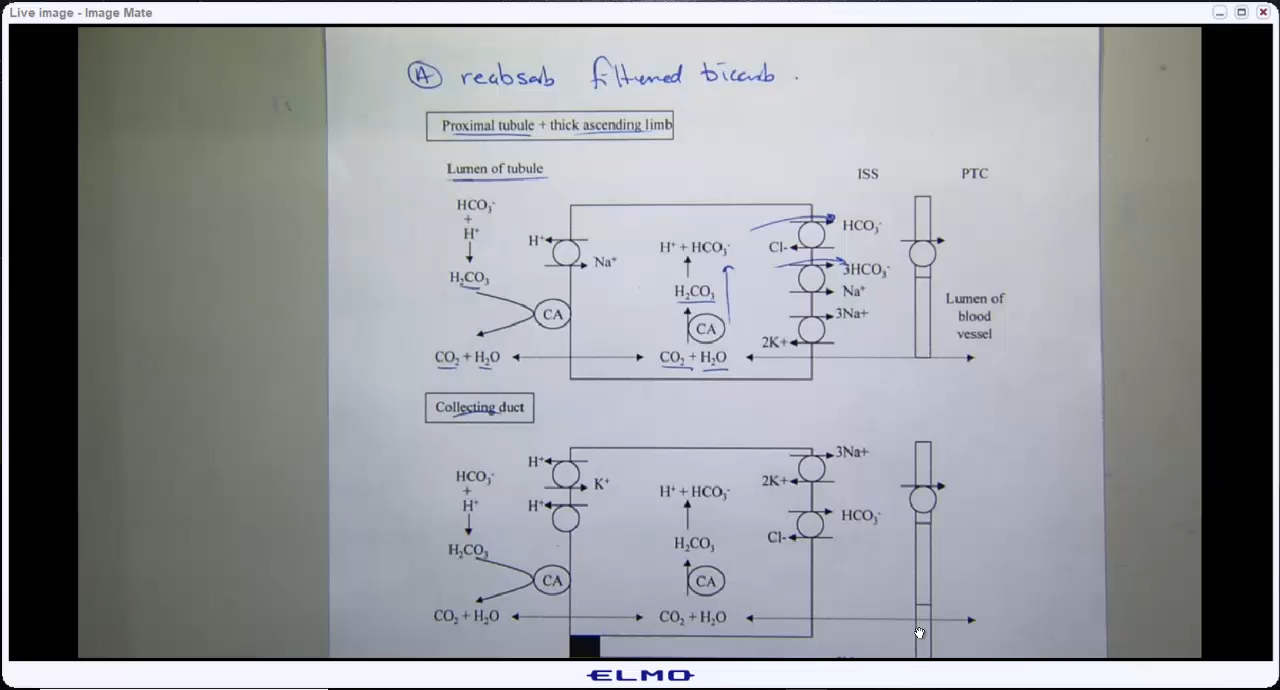 Live image - Image Mate
A reabsorb filtered bicarb.
Proximal tubule + thick ascending limb
Lumen of tubule
ISS PTC
HCO₃⁻
+
H⁺
H₂CO₃
CA
CO₂ + H₂O
H⁺
Na⁺
H⁺ + HCO₃⁻
H₂CO₃
CA
CO₂ + H₂O
HCO₃⁻
Cl-
3HCO₃⁻
Na⁺
3Na+
2K+
Lumen of
blood
vessel
Collecting duct
HCO₃⁻
+
H⁺
H₂CO₃
CA
CO₂ + H₂O
H⁺
K⁺
H⁺
H⁺ + HCO₃⁻
H₂CO₃
CA
CO₂ + H₂O
3Na+
2K+
HCO₃⁻
Cl-
ELMO